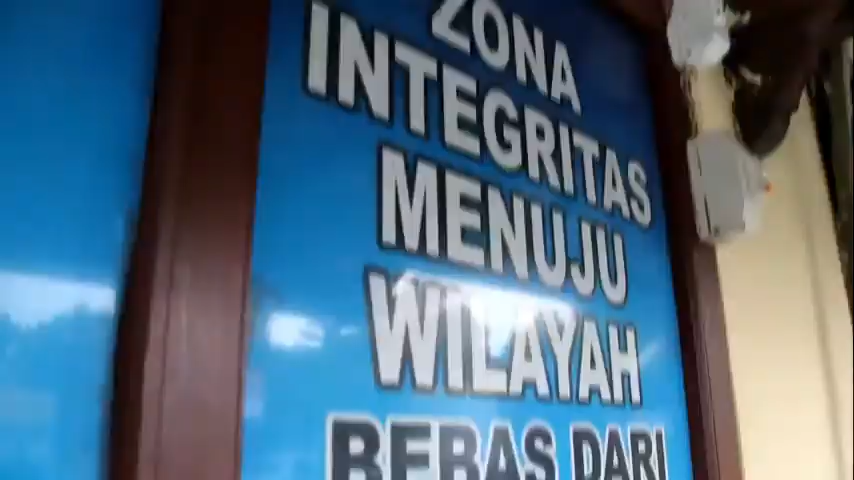 ZONA
INTEGRITAS
MENUJU
WILAYAH
BEBAS DARI